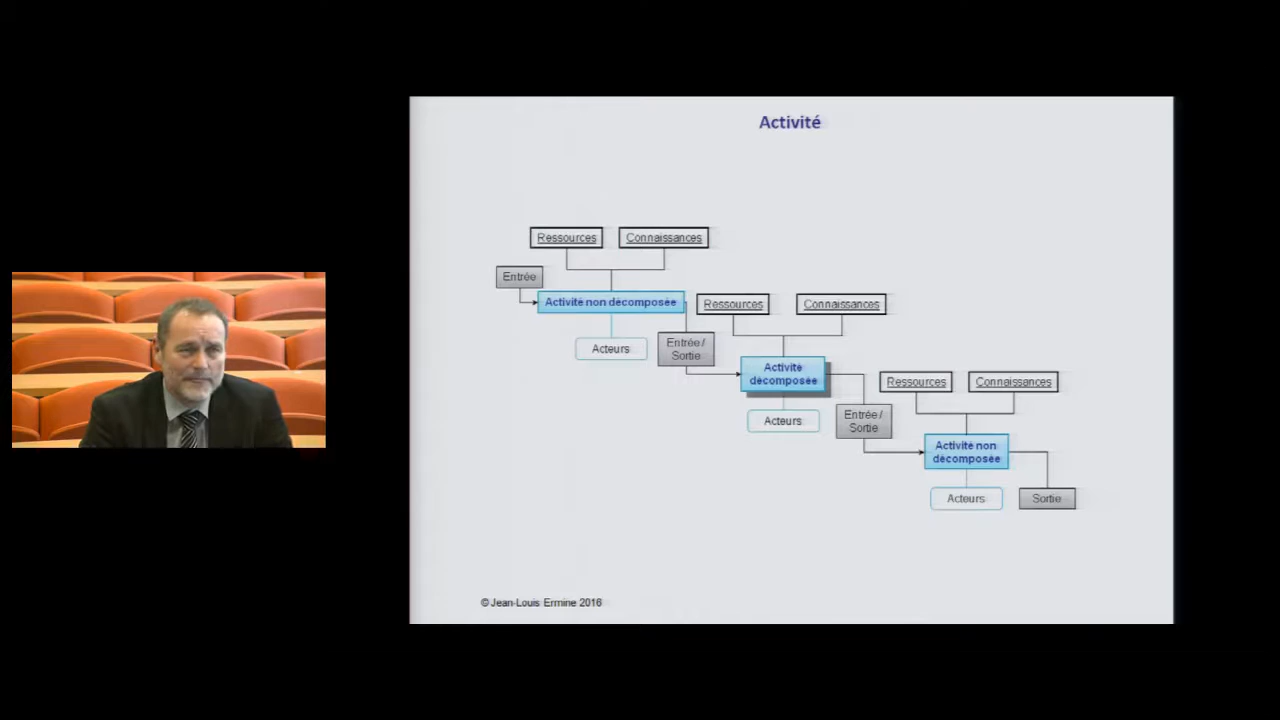 Activité
Ressources
Connaissances
Entrée
Activité non décomposée
Ressources
Connaissances
Acteurs
Entrée /
Sortie
Activité
décomposée
Ressources
Connaissances
Acteurs
Entrée /
Sortie
Activité non
décomposée
Acteurs
Sortie
© Jean-Louis Ermine 2016